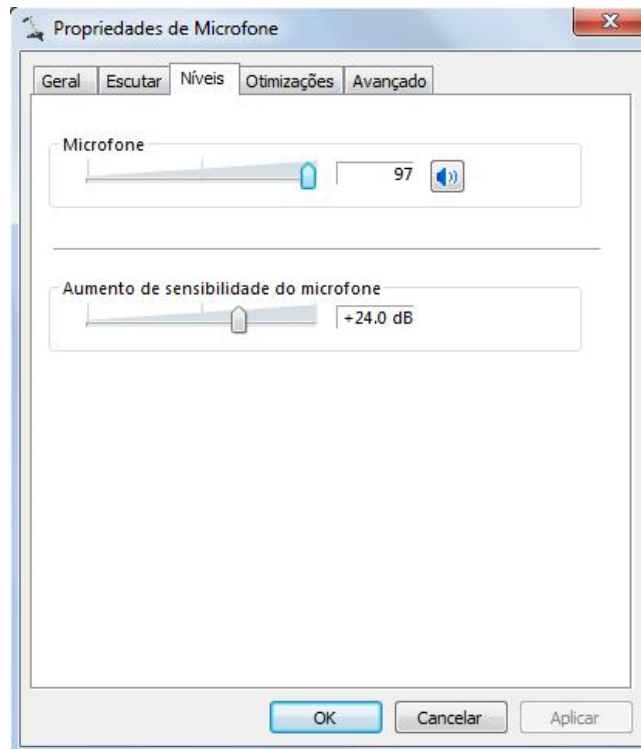 Propriedades de Microfone
Geral Escutar Níveis Otimizações Avançado
Microfone
97
Aumento de sensibilidade do microfone
+24.0 dB
OK Cancelar Aplicar